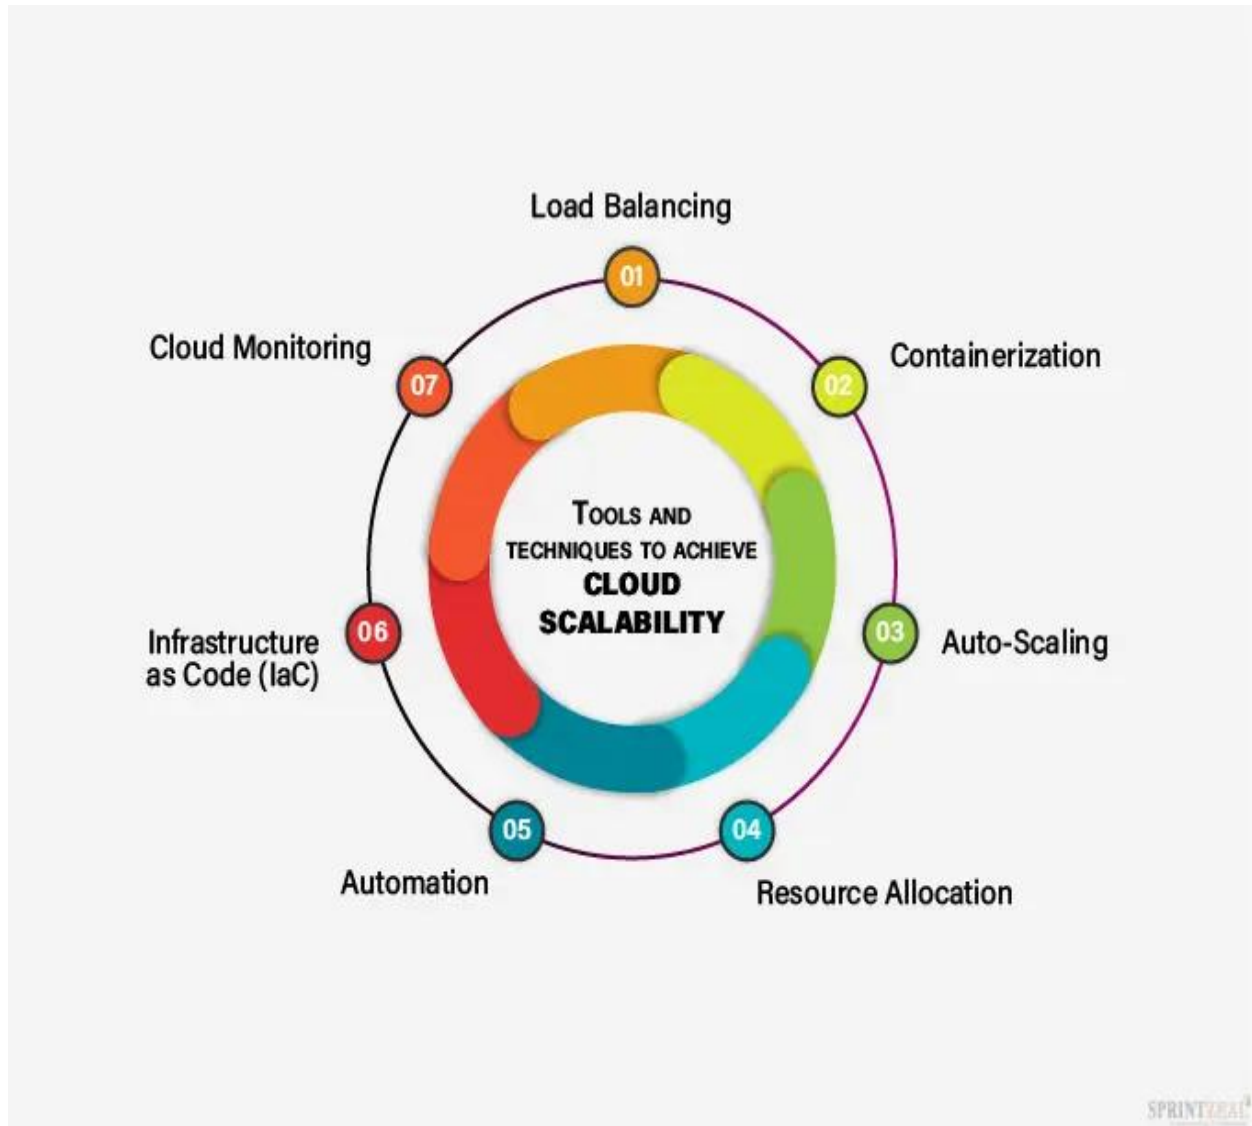 Load Balancing
01
Cloud Monitoring
07
02
Containerization
TOOLS AND
TECHNIQUES TO ACHIEVE
CLOUD
SCALABILITY
Infrastructure
as Code (IaC)
06
03
Auto-Scaling
05
04
Automation
Resource Allocation
SPRINTZEAL